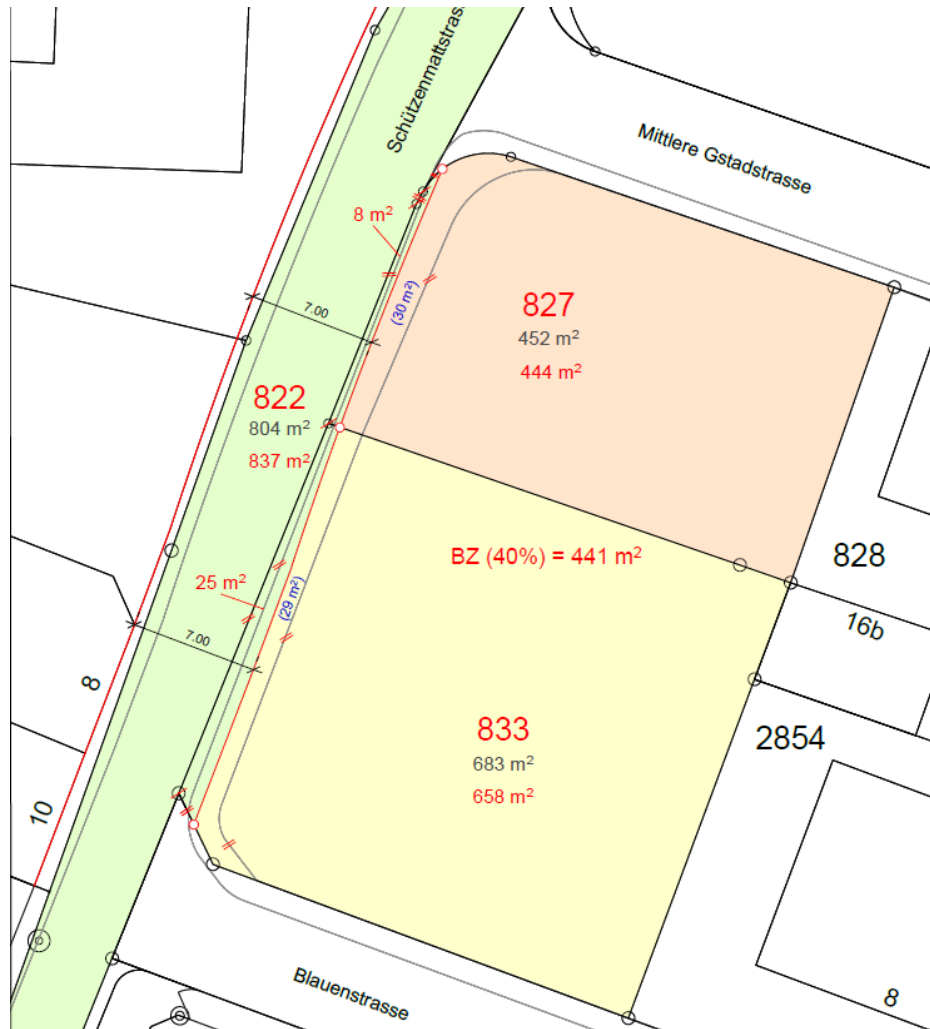 Schützenmattstrass
Mittlere Gstadstrasse
8 m²
(30 m²)
7.00
827
452 m²
444 m²
822
804 m²
837 m²
BZ (40%) = 441 m²
828
16b
25 m²
(29 m²)
7.00
8
833
683 m²
658 m²
2854
10
Blauenstrasse
8